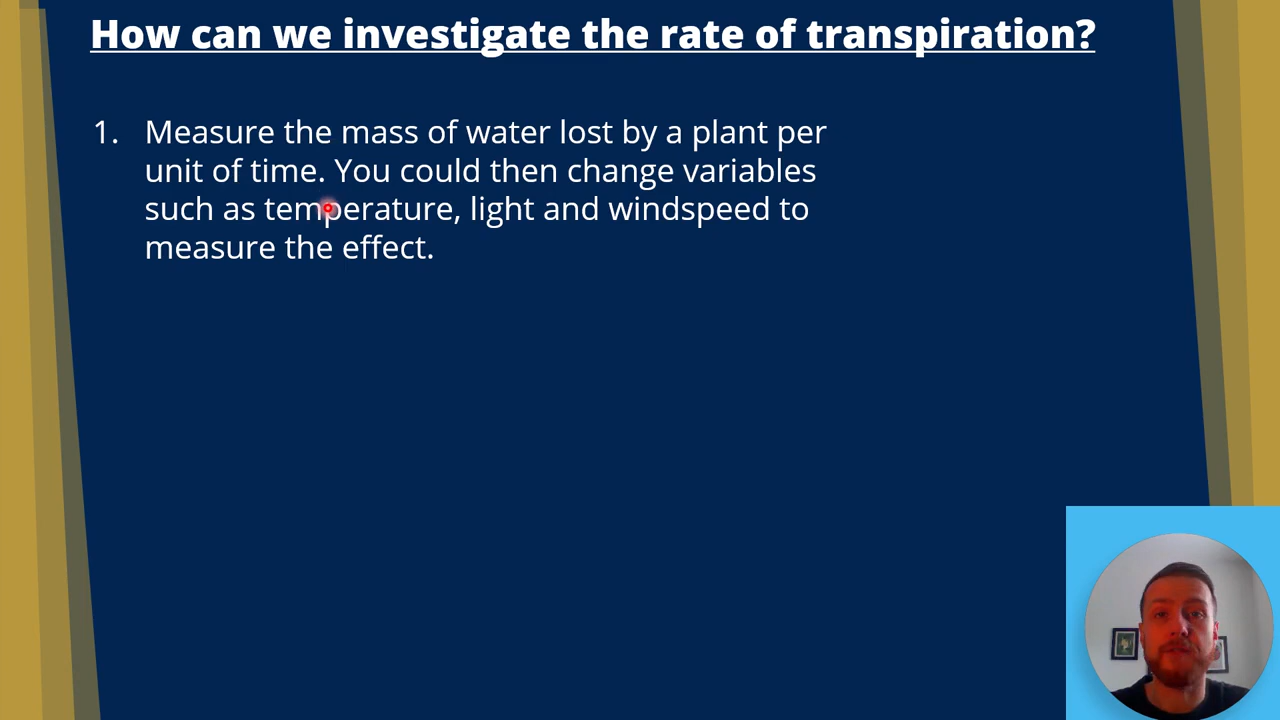 How can we investigate the rate of transpiration?
1. Measure the mass of water lost by a plant per
unit of time. You could then change variables
such as temperature, light and windspeed to
measure the effect.